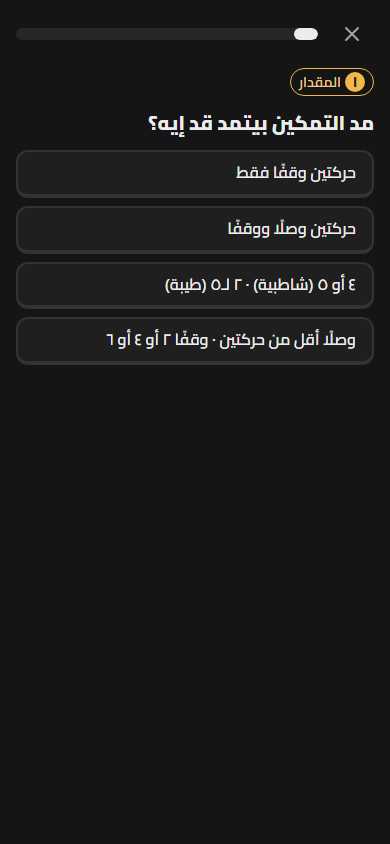 ١ المقدار
مد التمكين بيتمد قد إيه؟
حركتين وقفًا فقط
حركتين وصلًا ووقفًا
٤ أو ٥ (شاطبية) · ٢ لـ٥ (طيبة)
وصلًا أقل من حركتين · وقفًا ٢ أو ٤ أو ٦